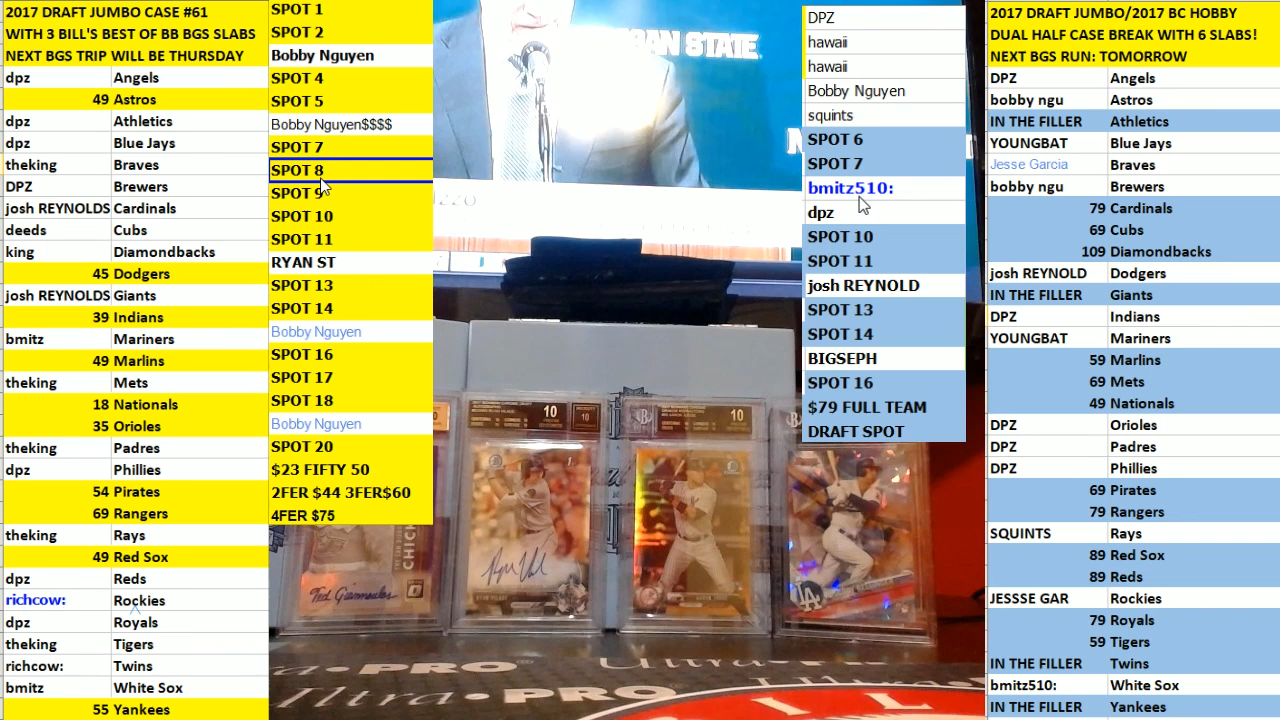 2017 DRAFT JUMBO CASE #61
WITH 3 BILL'S BEST OF BB BGS SLABS
NEXT BGS TRIP WILL BE THURSDAY
dpz Angels
49 Astros
dpz Athletics
dpz Blue Jays
theking Braves
DPZ Brewers
josh REYNOLDS Cardinals
deeds Cubs
king Diamondbacks
45 Dodgers
josh REYNOLDS Giants
39 Indians
bmitz Mariners
49 Marlins
theking Mets
18 Nationals
35 Orioles
theking Padres
dpz Phillies
54 Pirates
69 Rangers
theking Rays
49 Red Sox
dpz Reds
richcow: Rockies
dpz Royals
theking Tigers
richcow: Twins
bmitz White Sox
55 Yankees
SPOT 1
SPOT 2
Bobby Nguyen
SPOT 4
SPOT 5
Bobby Nguyen$$$$
SPOT 7
SPOT 8
SPOT 9
SPOT 10
SPOT 11
RYAN ST
SPOT 13
SPOT 14
Bobby Nguyen
SPOT 16
SPOT 17
SPOT 18
Bobby Nguyen
SPOT 20
$23 FIFTY 50
2FER $44 3FER$60
4FER $75
STATE
10
10
PRO
PRO
Ultra
DPZ
hawaii
hawaii
Bobby Nguyen
squints
SPOT 6
SPOT 7
bmitz510:
dpz
SPOT 10
SPOT 11
josh REYNOLD
SPOT 13
SPOT 14
BIGSEPH
SPOT 16
$79 FULL TEAM
DRAFT SPOT
2017 DRAFT JUMBO/2017 BC HOBBY
DUAL HALF CASE BREAK WITH 6 SLABS!
NEXT BGS RUN: TOMORROW
DPZ Angels
bobby ngu Astros
IN THE FILLER Athletics
YOUNGBAT Blue Jays
Jesse Garcia Braves
bobby ngu Brewers
79 Cardinals
69 Cubs
109 Diamondbacks
josh REYNOLD Dodgers
IN THE FILLER Giants
DPZ Indians
YOUNGBAT Mariners
59 Marlins
69 Mets
49 Nationals
DPZ Orioles
DPZ Padres
DPZ Phillies
69 Pirates
79 Rangers
SQUINTS Rays
89 Red Sox
89 Reds
JESSSE GAR Rockies
79 Royals
59 Tigers
IN THE FILLER Twins
bmitz510: White Sox
IN THE FILLER Yankees